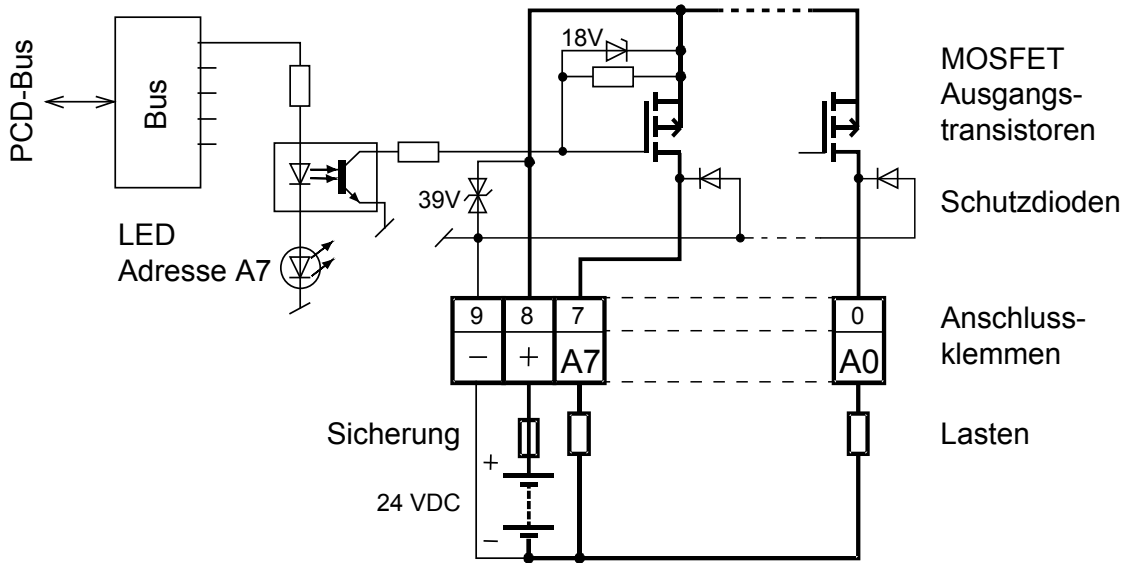 PCD-Bus
Bus
18V
MOSFET
Ausgangs-
transistoren
39V
Schutzdioden
LED
Adresse A7
9 8 7 0
– + A7 A0
Anschluss-
klemmen
Sicherung
Lasten
+
24 VDC
–